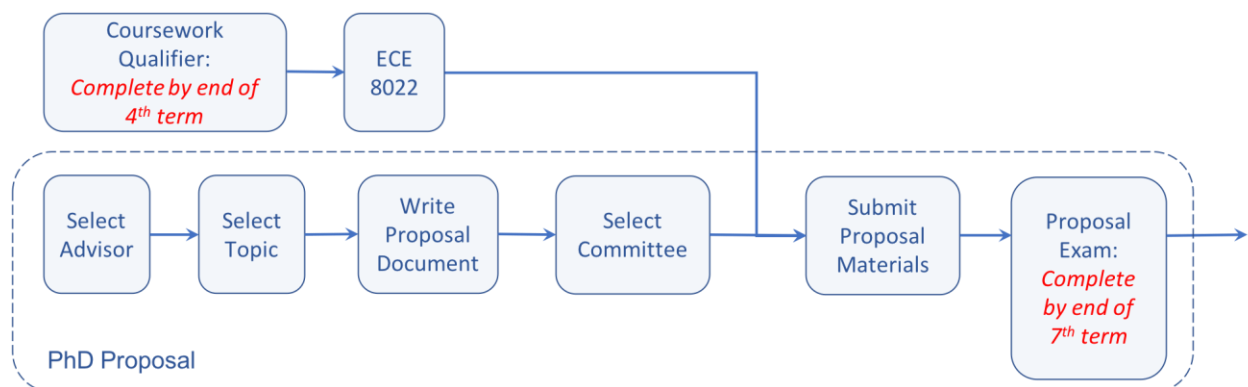 Coursework
Qualifier:
Complete by end of
4th term
ECE
8022
Select
Advisor
Select
Topic
Write
Proposal
Document
Select
Committee
Submit
Proposal
Materials
Proposal
Exam:
Complete
by end of
7th term
PhD Proposal